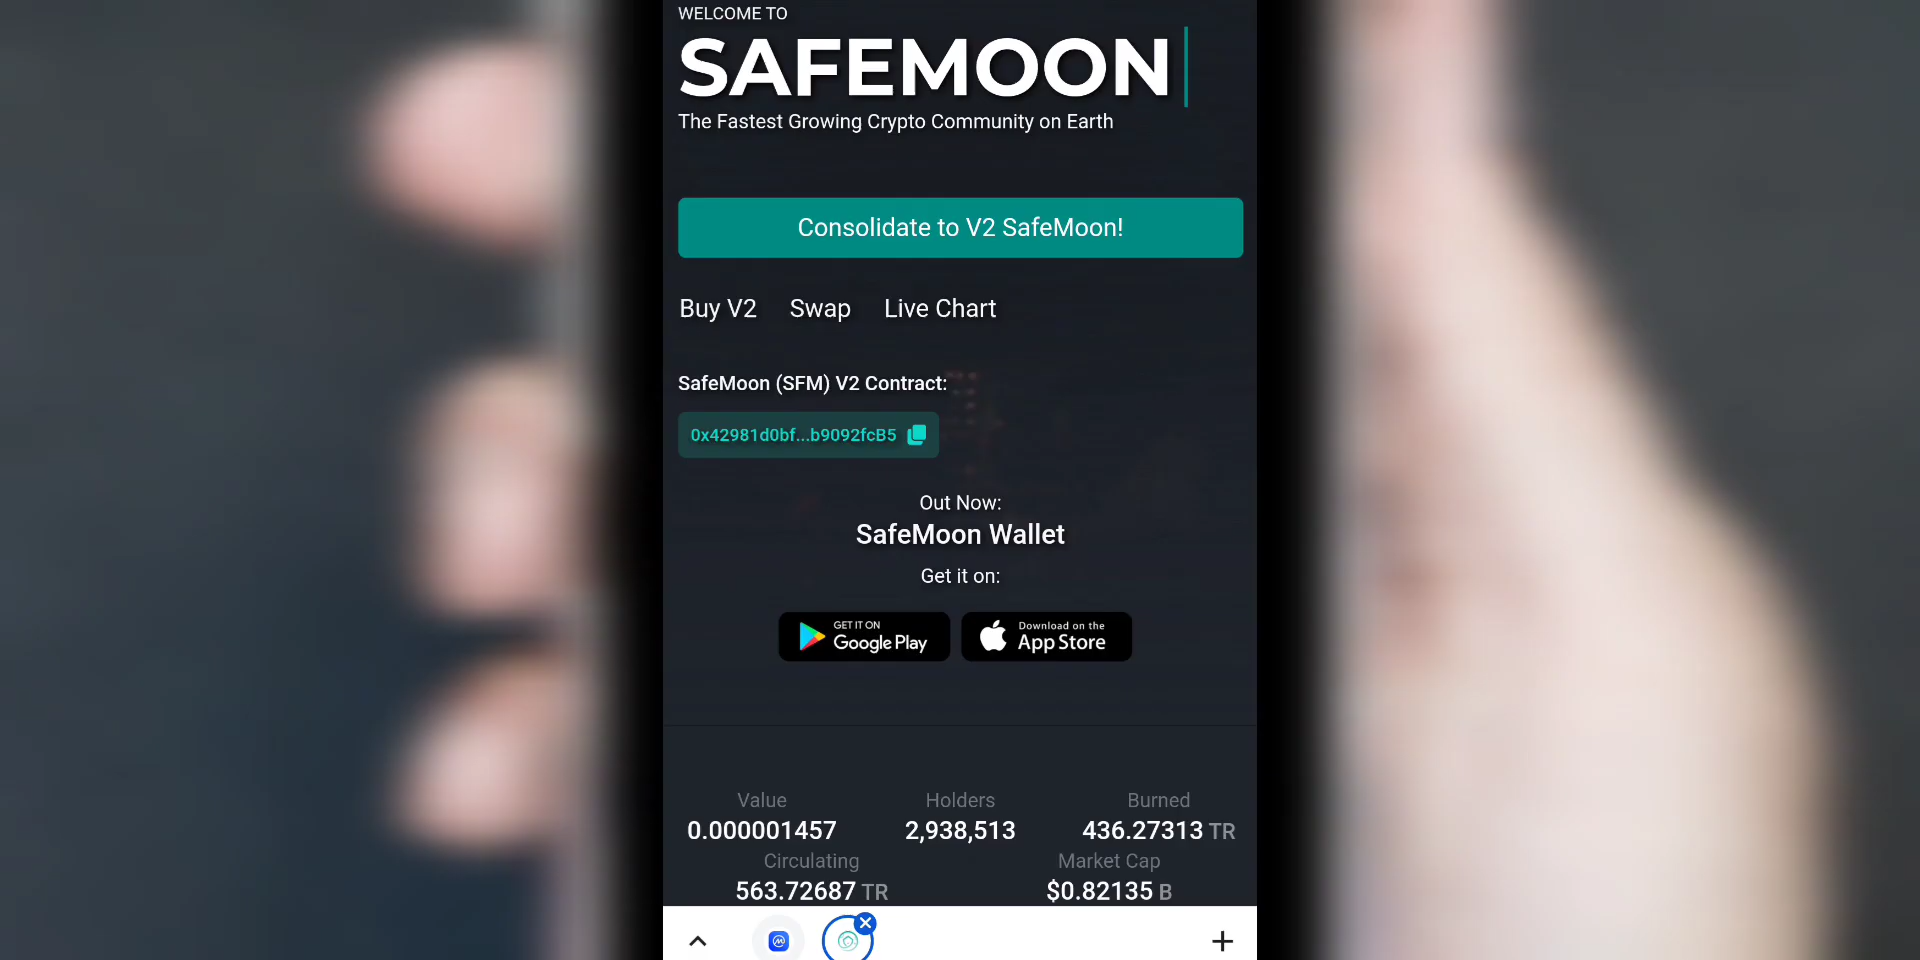 WELCOME TO
SAFEMOON
The Fastest Growing Crypto Community on Earth
Consolidate to V2 SafeMoon!
Buy V2 Swap Live Chart
SafeMoon (SFM) V2 Contract:
0x42981d0bf...b9092fcB5
Out Now:
SafeMoon Wallet
Get it on:
GET IT ON
Google Play
Download on the
App Store
Value Holders Burned
0.000001457 2,938,513 436.27313 TR
Circulating Market Cap
563.72687 TR $0.82135 B